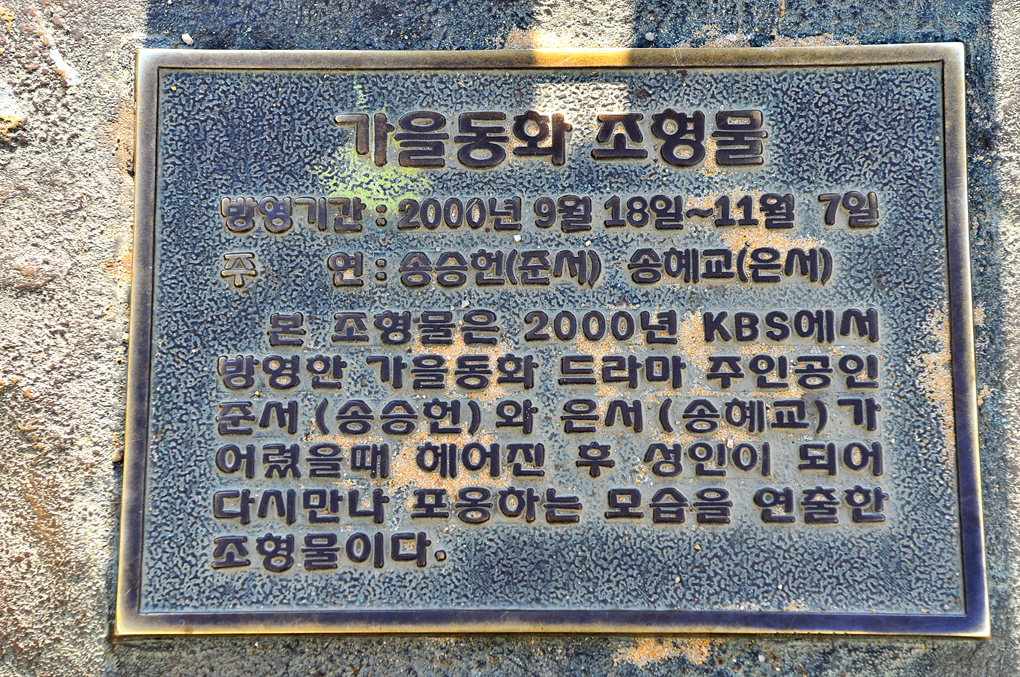 가을동화 조형물
방영기간 : 2000년 9월 18일~11월 7일
주 연 : 송승헌(준서) 송혜교(은서)
본 조형물은 2000년 KBS에서
방영한 가을동화 드라마 주인공인
준서 (송승헌) 와 은서 (송혜교) 가
어렸을때 헤어진 후 성인이 되어
다시만나 포옹하는 모습을 연출한
조형물이다.